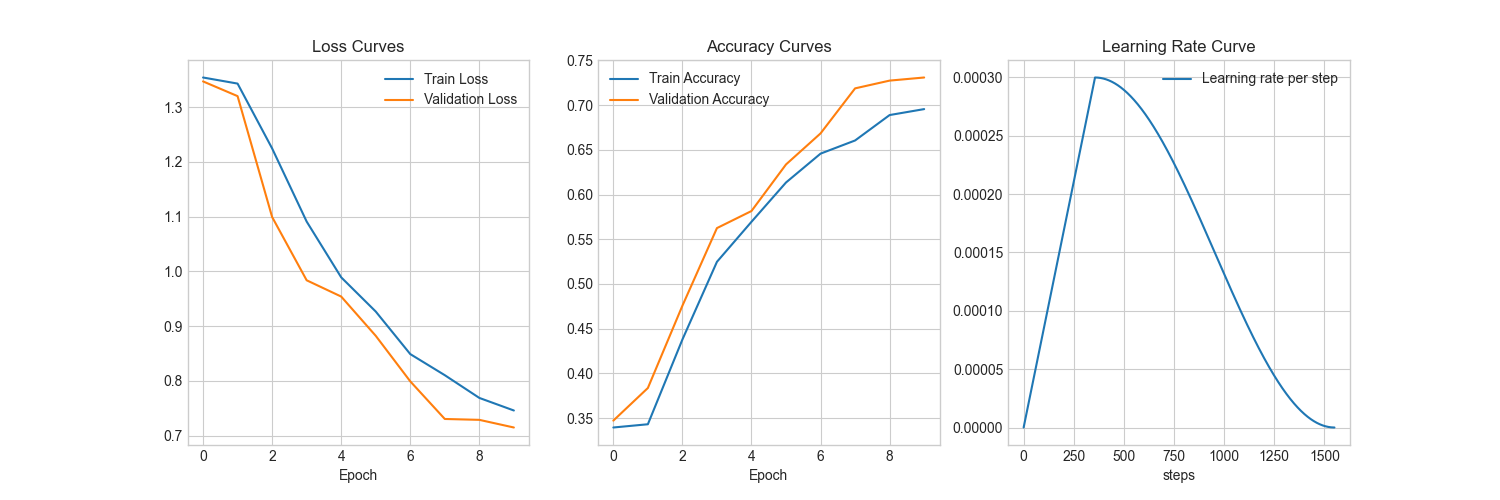 Loss Curves
Train Loss
Validation Loss
1.3
1.2
1.1
1.0
0.9
0.8
0.7
0 2 4 6 8
Epoch
Accuracy Curves
Train Accuracy
Validation Accuracy
0.75
0.70
0.65
0.60
0.55
0.50
0.45
0.40
0.35
0 2 4 6 8
Epoch
Learning Rate Curve
Learning rate per step
0.00030
0.00025
0.00020
0.00015
0.00010
0.00005
0.00000
0 250 500 750 1000 1250 1500
steps